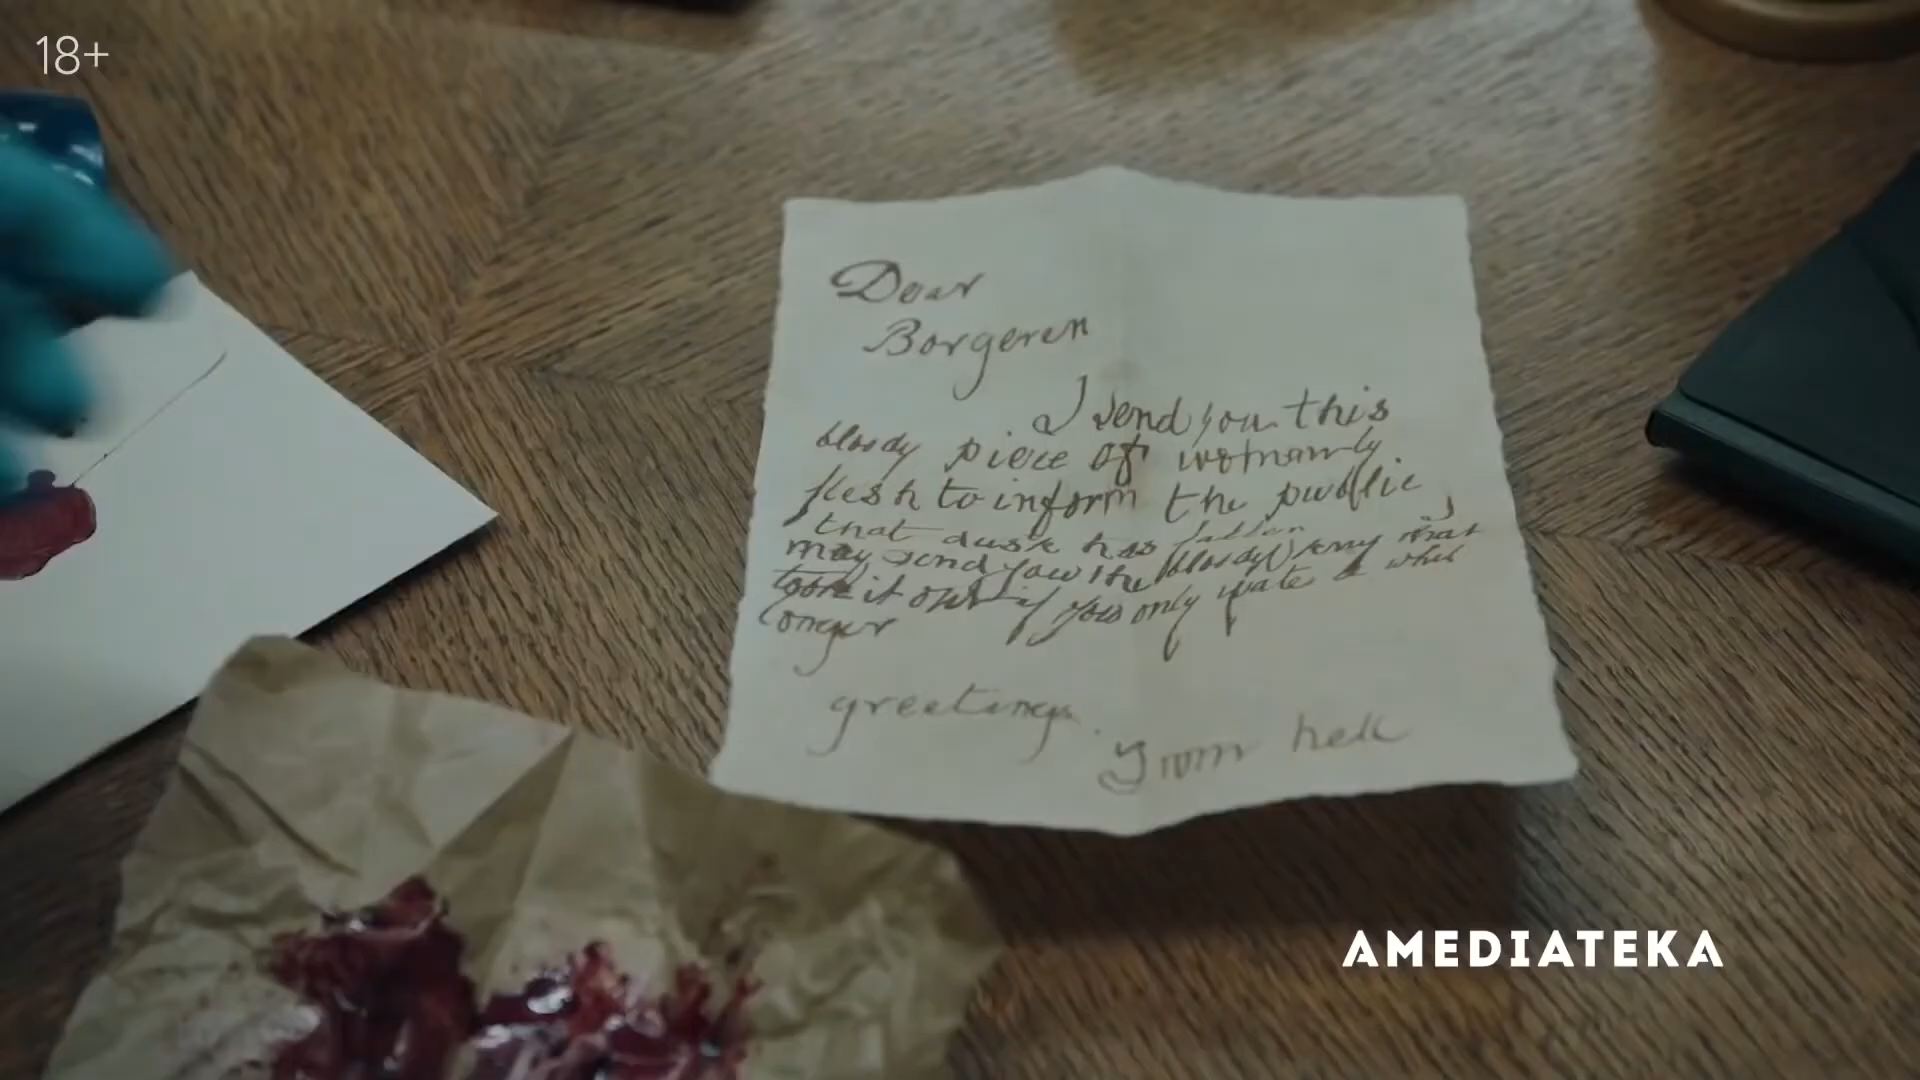 18+
Dear
Borgeren
I send you this
bloody piece of womanly
flesh to inform the public
that dusk has fallen I
may send you the bloody that
took it out if you only wate a whil
longer
greetings.
From hell
AMEDIATEKA